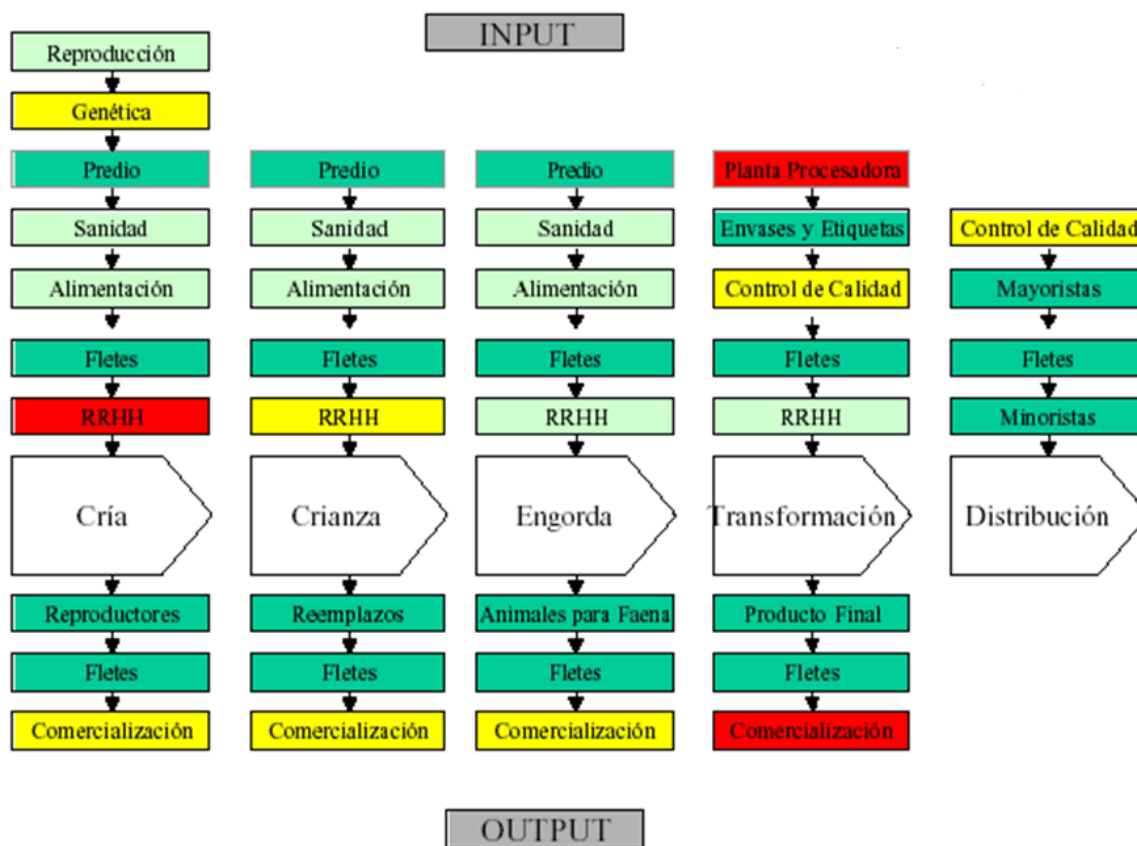 INPUT
Reproducción
Genética
Predio
Predio
Predio
Planta Procesadora
Sanidad
Sanidad
Sanidad
Envases y Etiquetas
Control de Calidad
Alimentación
Alimentación
Alimentación
Control de Calidad
Mayoristas
Fletes
Fletes
Fletes
Fletes
Fletes
RRHH
RRHH
RRHH
RRHH
Minoristas
Cría
Crianza
Engorda
Transformación
Distribución
Reproductores
Reemplazos
Animales para Faena
Producto Final
Fletes
Fletes
Fletes
Fletes
Comercialización
Comercialización
Comercialización
Comercialización
OUTPUT